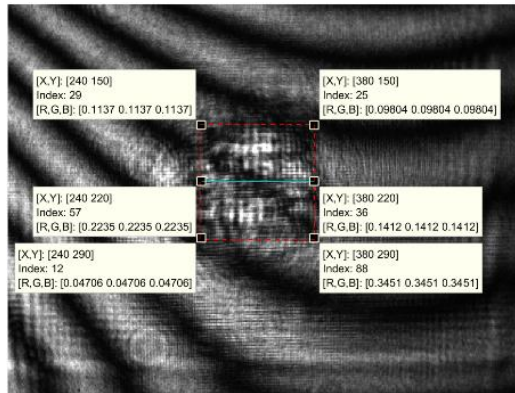 [X,Y]: [240 150]
Index: 29
[R,G,B]: [0.1137 0.1137 0.1137]
[X,Y]: [380 150]
Index: 25
[R,G,B]: [0.09804 0.09804 0.09804]
[X,Y]: [240 220]
Index: 57
[R,G,B]: [0.2235 0.2235 0.2235]
[X,Y]: [380 220]
Index: 36
[R,G,B]: [0.1412 0.1412 0.1412]
[X,Y]: [240 290]
Index: 12
[R,G,B]: [0.04706 0.04706 0.04706]
[X,Y]: [380 290]
Index: 88
[R,G,B]: [0.3451 0.3451 0.3451]